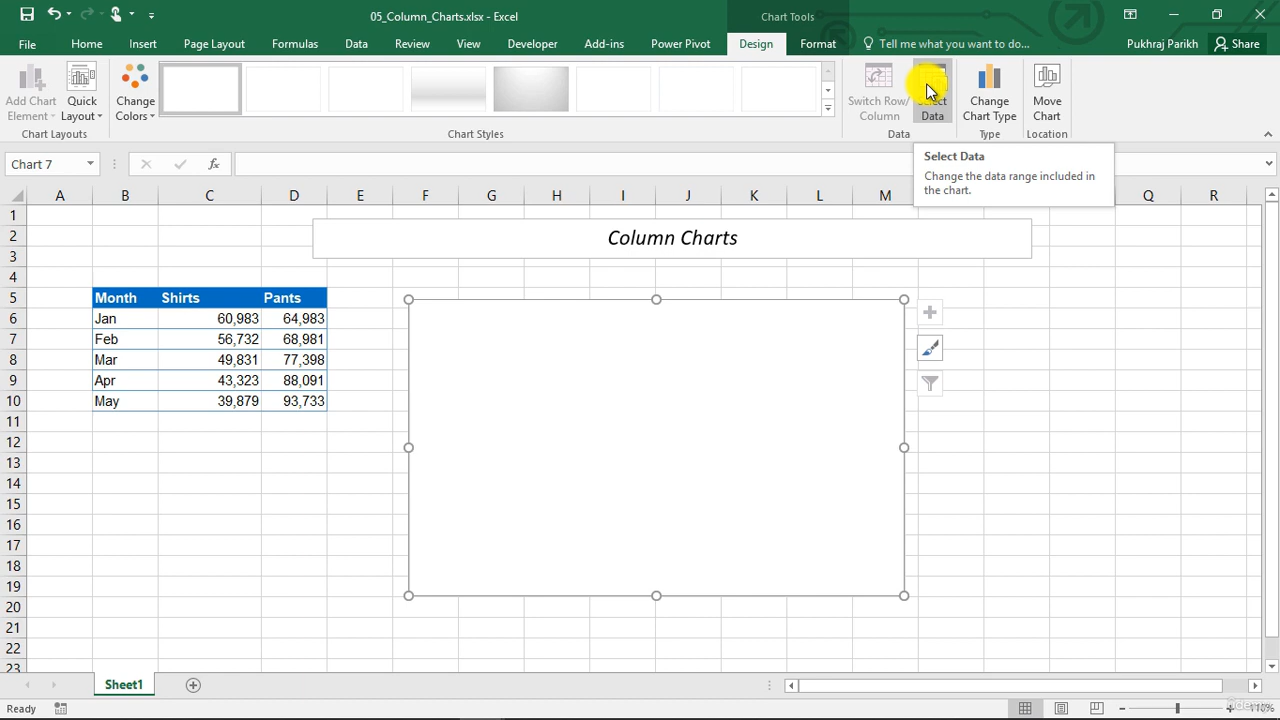 05_Column_Charts.xlsx - Excel
Chart Tools
File Home Insert Page Layout Formulas Data Review View Developer Add-ins Power Pivot Design Format Tell me what you want to do... Pukhraj Parikh Share
Add Chart Element
Quick Layout
Change Colors
Switch Row/ Column
Select Data
Change Chart Type
Move Chart
Chart Layouts Chart Styles Data Type Location
Chart 7 fx
Select Data
Change the data range included in
the chart.
A B C D E F G H I J K L M Q R
1
2 Column Charts
3
4
5 Month Shirts Pants
6 Jan 60,983 64,983
7 Feb 56,732 68,981
8 Mar 49,831 77,398
9 Apr 43,323 88,091
10 May 39,879 93,733
11
12
13
14
15
16
17
18
19
20
21
22
23
Sheet1
Ready 110%